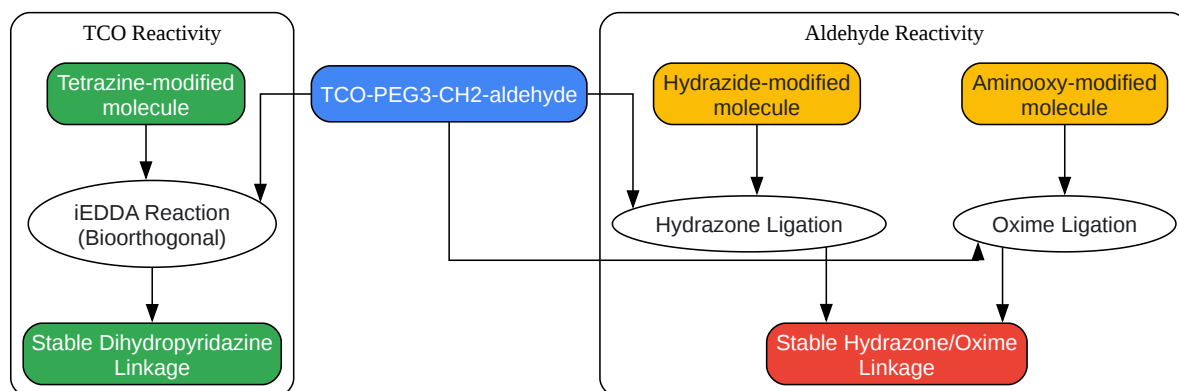 TCO Reactivity
Aldehyde Reactivity
Tetrazine-modified
molecule
TCO-PEG3-CH2-aldehyde
Hydrazide-modified
molecule
Aminooxy-modified
molecule
iEDDA Reaction
(Bioorthogonal)
Hydrazone Ligation
Oxime Ligation
Stable Dihydropyridazine
Linkage
Stable Hydrazone/Oxime
Linkage